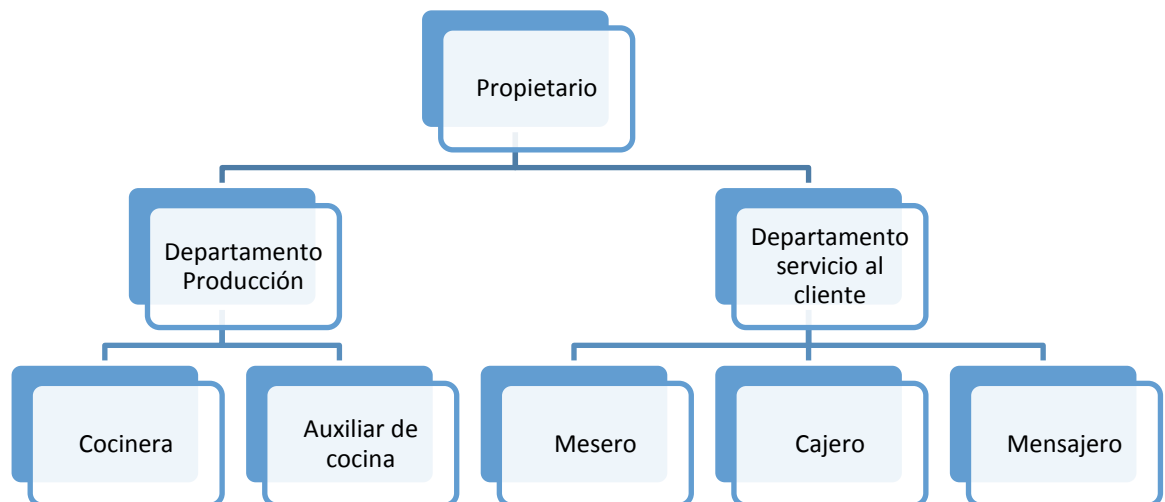 Propietario
Departamento
Producción
Departamento
servicio al
cliente
Cocinera
Auxiliar de
cocina
Mesero
Cajero
Mensajero